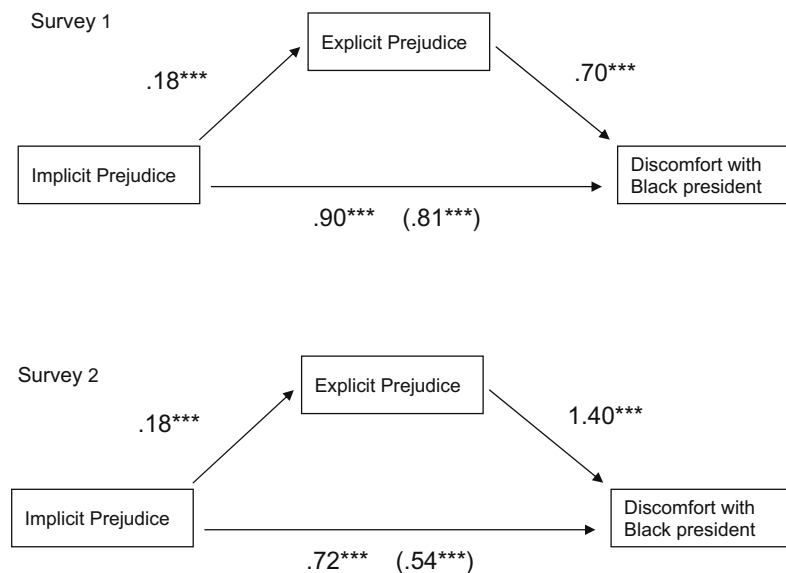 Survey 1
Explicit Prejudice
.18***
.70***
Implicit Prejudice
Discomfort with
Black president
.90*** (.81***)
Survey 2
Explicit Prejudice
.18***
1.40***
Implicit Prejudice
Discomfort with
Black president
.72*** (.54***)